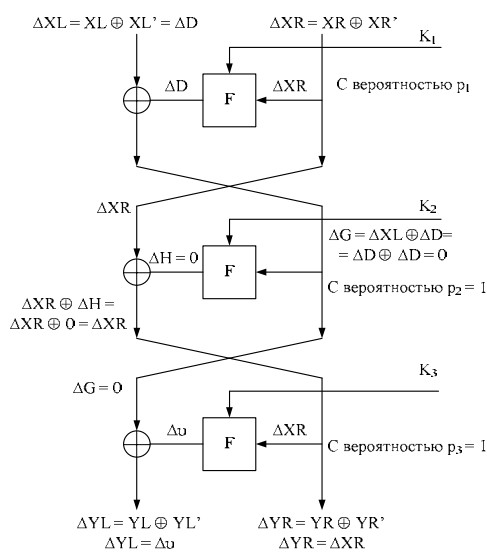 ΔXL = XL ⊕ XL' = ΔD
ΔXR = XR ⊕ XR'
K₁
ΔD
F
ΔXR
С вероятностью p₁
ΔXR
K₂
ΔG = ΔXL ⊕ ΔD=
= ΔD ⊕ ΔD = 0
ΔH = 0
F
С вероятностью p₂ = 1
ΔXR ⊕ ΔH =
ΔXR ⊕ 0 = ΔXR
ΔG = 0
K₃
Δυ
F
ΔXR
С вероятностью p₃ = 1
ΔYL = YL ⊕ YL'
ΔYL = Δυ
ΔYR = YR ⊕ YR'
ΔYR = ΔXR